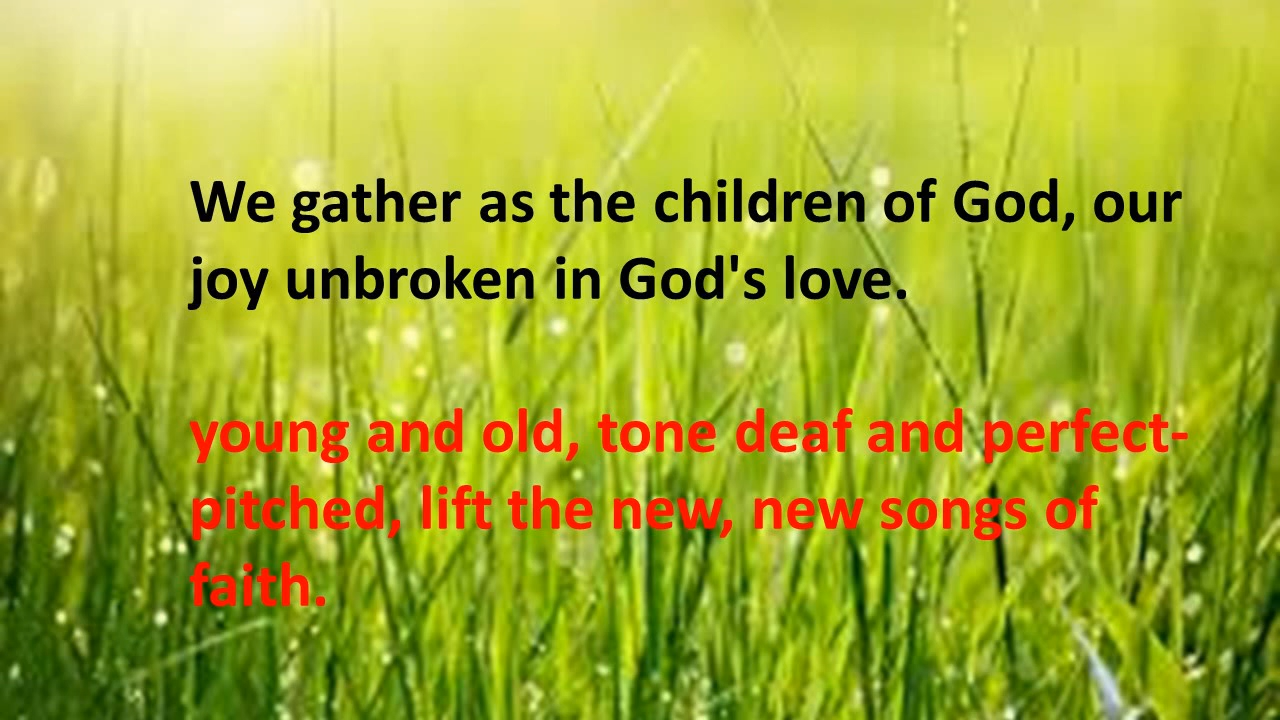 We gather as the children of God, our
joy unbroken in God's love.
young and old, tone deaf and perfect-
pitched, lift the new, new songs of
faith.